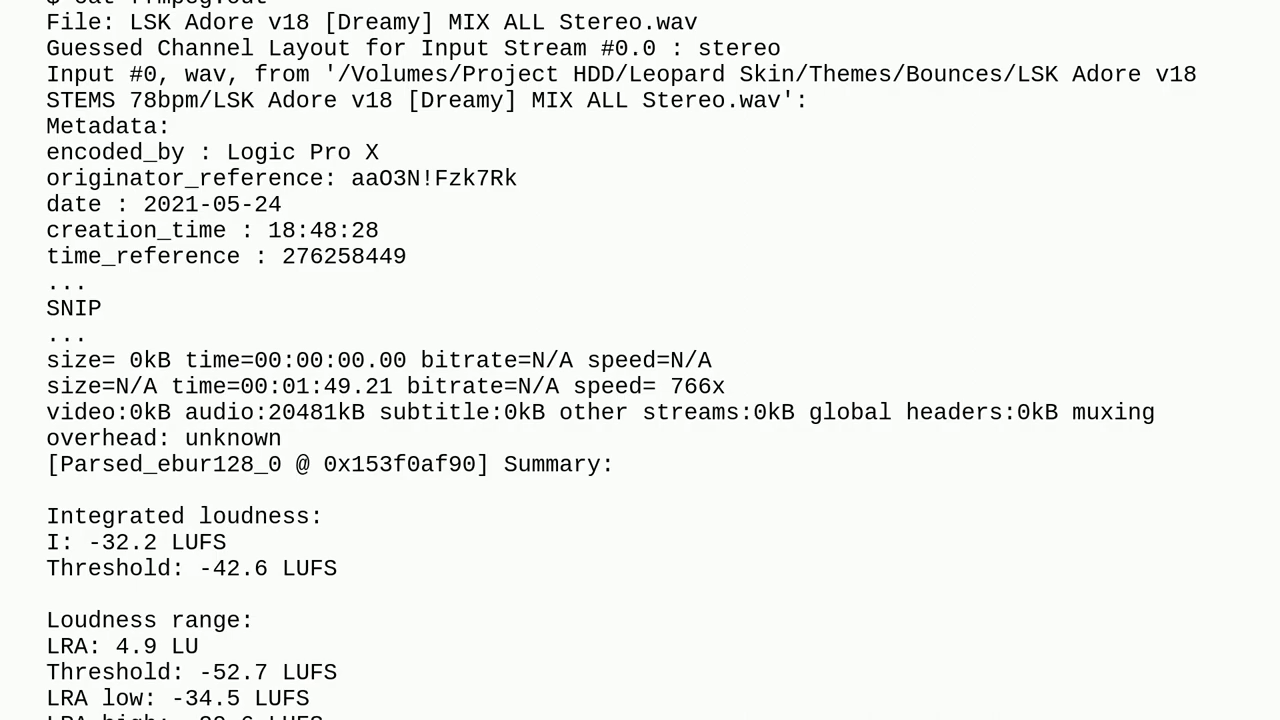 File: LSK Adore v18 [Dreamy] MIX ALL Stereo.wav
Guessed Channel Layout for Input Stream #0.0 : stereo
Input #0, wav, from '/Volumes/Project HDD/Leopard Skin/Themes/Bounces/LSK Adore v18
STEMS 78bpm/LSK Adore v18 [Dreamy] MIX ALL Stereo.wav':
Metadata:
encoded_by : Logic Pro X
originator_reference: aaO3N!Fzk7Rk
date : 2021-05-24
creation_time : 18:48:28
time_reference : 276258449
...
SNIP
...
size= 0kB time=00:00:00.00 bitrate=N/A speed=N/A
size=N/A time=00:01:49.21 bitrate=N/A speed= 766x
video:0kB audio:20481kB subtitle:0kB other streams:0kB global headers:0kB muxing
overhead: unknown
[Parsed_ebur128_0 @ 0x153f0af90] Summary:

Integrated loudness:
I: -32.2 LUFS
Threshold: -42.6 LUFS

Loudness range:
LRA: 4.9 LU
Threshold: -52.7 LUFS
LRA low: -34.5 LUFS